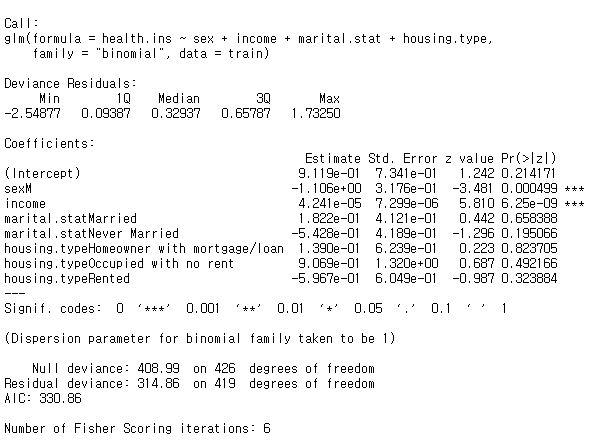 Call:
glm(formula = health.ins ~ sex + income + marital.stat + housing.type,
    family = "binomial", data = train)
Deviance Residuals:
     Min       1Q   Median       3Q      Max
-2.54877  0.09387  0.32937  0.65787  1.73250
Coefficients:
                                          Estimate Std. Error z value Pr(>|z|)
(Intercept)                              9.119e-01  7.341e-01   1.242 0.214171
sexM                                    -1.106e+00  3.176e-01  -3.481 0.000499 ***
income                                   4.241e-05  7.299e-06   5.810 6.25e-09 ***
marital.statMarried                      1.822e-01  4.121e-01   0.442 0.658388
marital.statNever Married               -5.428e-01  4.189e-01  -1.296 0.195066
housing.typeHomeowner with mortgage/loan 1.390e-01  6.239e-01   0.223 0.823705
housing.typeOccupied with no rent        9.069e-01  1.320e+00   0.687 0.492166
housing.typeRented                      -5.967e-01  6.049e-01  -0.987 0.323884
---
Signif. codes:  0 ‘***’ 0.001 ‘**’ 0.01 ‘*’ 0.05 ‘.’ 0.1 ‘ ’ 1
(Dispersion parameter for binomial family taken to be 1)
    Null deviance: 408.99  on 426  degrees of freedom
Residual deviance: 314.86  on 419  degrees of freedom
AIC: 330.86
Number of Fisher Scoring iterations: 6